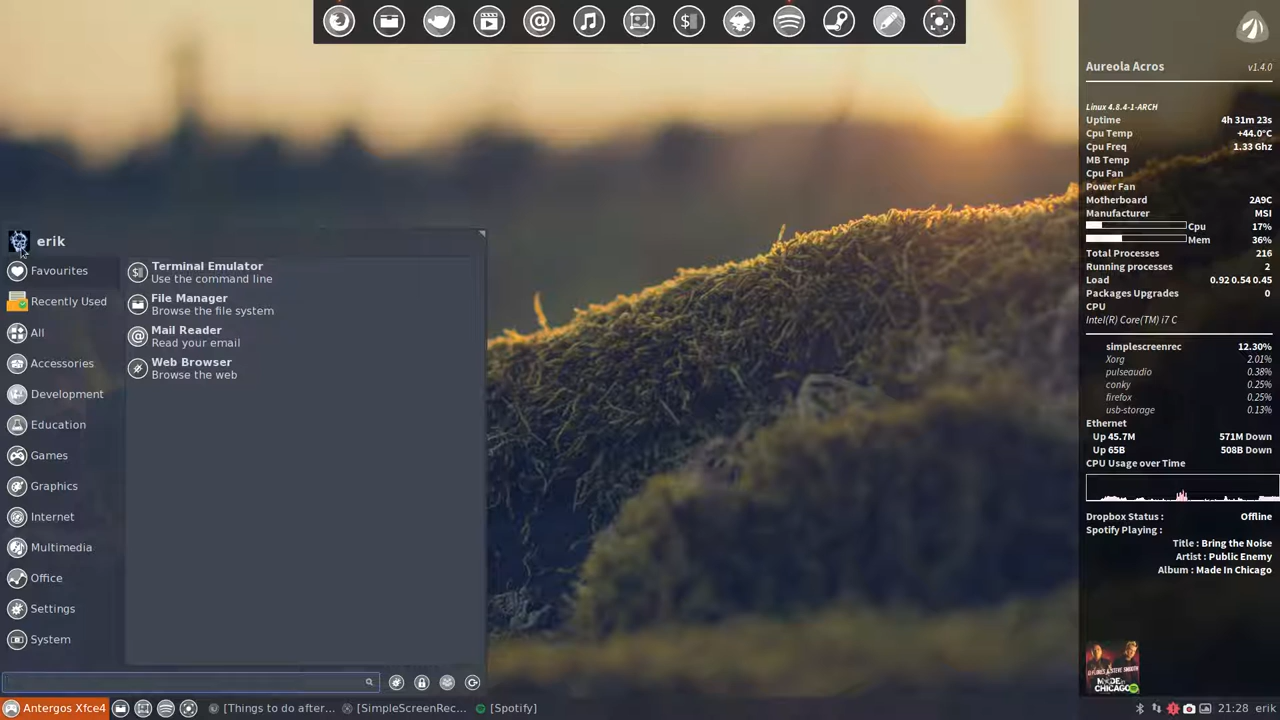 Aureola Acros v1.4.0
Linux 4.8.4-1-ARCH
Uptime 4h 31m 23s
Cpu Temp +44.0°C
Cpu Freq 1.33 Ghz
MB Temp
Cpu Fan
Power Fan
Motherboard 2A9C
Manufacturer MSI
Cpu 17%
Mem 36%
Total Processes 216
Running processes 2
Load 0.92 0.54 0.45
Packages Upgrades 0
CPU
Intel(R) Core(TM) i7 C
simplescreenrec 12.30%
Xorg 2.01%
pulseaudio 0.38%
conky 0.25%
firefox 0.25%
usb-storage 0.13%
Ethernet
Up 45.7M 571M Down
Up 65B 508B Down
CPU Usage over Time
Dropbox Status : Offline
Spotify Playing :
Title : Bring the Noise
Artist : Public Enemy
Album : Made In Chicago
MADE IN
CHICAGO
erik
Favourites
Recently Used
All
Accessories
Development
Education
Games
Graphics
Internet
Multimedia
Office
Settings
System
Terminal Emulator
Use the command line
File Manager
Browse the file system
Mail Reader
Read your email
Web Browser
Browse the web
Antergos Xfce4 [Things to do after... [SimpleScreenRec... [Spotify] 21:28 erik